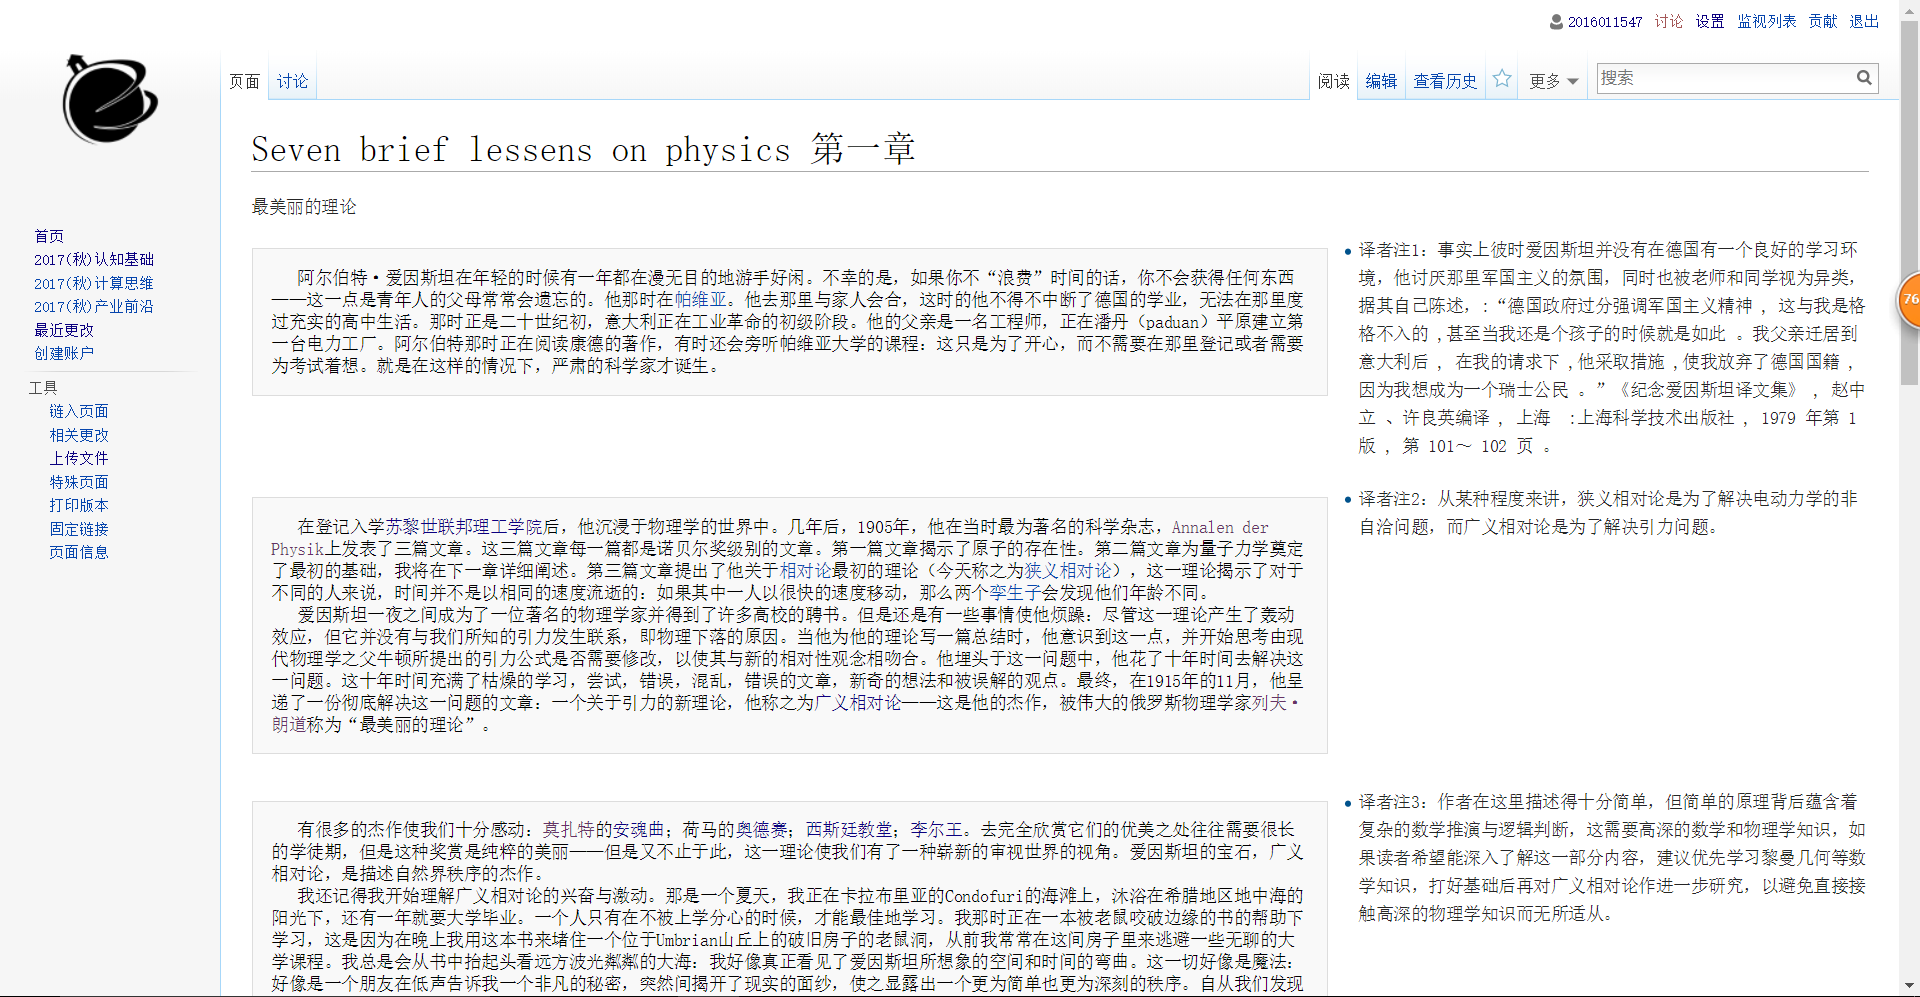 2016011547 讨论 设置 监视列表 贡献 退出
页面 讨论 阅读 编辑 查看历史 更多 搜索
Seven brief lessens on physics 第一章
最美丽的理论
首页
2017(秋)认知基础
2017(秋)计算思维
2017(秋)产业前沿
最近更改
创建账户
工具
链入页面
相关更改
上传文件
特殊页面
打印版本
固定链接
页面信息
阿尔伯特·爱因斯坦在年轻的时候有一年都在漫无目的地游手好闲。不幸的是，如果你不“浪费”时间的话，你不会获得任何东西
——这一点是青年人的父母常常会遗忘的。他那时在帕维亚。他去那里与家人会合，这时的他不得不中断了德国的学业，无法在那里度
过充实的高中生活。那时正是二十世纪初，意大利正在工业革命的初级阶段。他的父亲是一名工程师，正在潘丹（paduan）平原建立第
一台电力工厂。阿尔伯特那时正在阅读康德的著作，有时还会旁听帕维亚大学的课程：这只是为了开心，而不需要在那里登记或者需要
为考试着想。就是在这样的情况下，严肃的科学家才诞生。
译者注1：事实上彼时爱因斯坦并没有在德国有一个良好的学习环
境，他讨厌那里军国主义的氛围，同时也被老师和同学视为异类，
据其自己陈述，：“德国政府过分强调军国主义精神 ，这与我是格
格不入的 ,甚至当我还是个孩子的时候就是如此 。我父亲迁居到
意大利后 ， 在我的请求下 ,他采取措施 ,使我放弃了德国国籍 ，
因为我想成为一个瑞士公民 。”《纪念爱因斯坦译文集》 ，赵中
立 、许良英编译 ， 上海 :上海科学技术出版社 ，1979 年第 1
版 ，第 101～ 102 页 。
在登记入学苏黎世联邦理工学院后，他沉浸于物理学的世界中。几年后，1905年，他在当时最为著名的科学杂志，Annalen der
Physik上发表了三篇文章。这三篇文章每一篇都是诺贝尔奖级别的文章。第一篇文章揭示了原子的存在性。第二篇文章为量子力学奠定
了最初的基础，我将在下一章详细阐述。第三篇文章提出了他关于相对论最初的理论（今天称之为狭义相对论），这一理论揭示了对于
不同的人来说，时间并不是以相同的速度流逝的：如果其中一人以很快的速度移动，那么两个孪生子会发现他们年龄不同。
爱因斯坦一夜之间成为了一位著名的物理学家并得到了许多高校的聘书。但是还是有一些事情使他烦躁：尽管这一理论产生了轰动
效应，但它并没有与我们所知的引力发生联系，即物理下落的原因。当他为他的理论写一篇总结时，他意识到这一点，并开始思考由现
代物理学之父牛顿所提出的引力公式是否需要修改，以使其与新的相对性观念相吻合。他埋头于这一问题中，他花了十年时间去解决这
一问题。这十年时间充满了枯燥的学习，尝试，错误，混乱，错误的文章，新奇的想法和被误解的观点。最终，在1915年的11月，他呈
递了一份彻底解决这一问题的文章：一个关于引力的新理论，他称之为广义相对论——这是他的杰作，被伟大的俄罗斯物理学家列夫·
朗道称为“最美丽的理论”。
译者注2：从某种程度来讲，狭义相对论是为了解决电动力学的非
自洽问题，而广义相对论是为了解决引力问题。
有很多的杰作使我们十分感动：莫扎特的安魂曲；荷马的奥德赛；西斯廷教堂；李尔王。去完全欣赏它们的优美之处往往需要很长
的学徒期，但是这种奖赏是纯粹的美丽——但是又不止于此，这一理论使我们有了一种崭新的审视世界的视角。爱因斯坦的宝石，广义
相对论，是描述自然界秩序的杰作。
我还记得我开始理解广义相对论的兴奋与激动。那是一个夏天，我正在卡拉布里亚的Condofuri的海滩上，沐浴在希腊地区地中海的
阳光下，还有一年就要大学毕业。一个人只有在不被上学分心的时候，才能最佳地学习。我那时正在一本被老鼠咬破边缘的书的帮助下
学习，这是因为在晚上我用这本书来堵住一个位于Umbrian山丘上的破旧房子的老鼠洞，从前我常常在这间房子里来逃避一些无聊的大
学课程。我总是会从书中抬起头看远方波光粼粼的大海：我好像真正看见了爱因斯坦所想象的空间和时间的弯曲。这一切好像是魔法：
好像是一个朋友在低声告诉我一个非凡的秘密，突然间揭开了现实的面纱，使之显露出一个更为简单也更为深刻的秩序。自从我们发现
译者注3：作者在这里描述得十分简单，但简单的原理背后蕴含着
复杂的数学推演与逻辑判断，这需要高深的数学和物理学知识，如
果读者希望能深入了解这一部分内容，建议优先学习黎曼几何等数
学知识，打好基础后再对广义相对论作进一步研究，以避免直接接
触高深的物理学知识而无所适从。
76